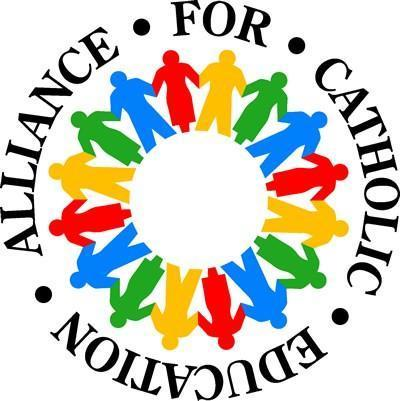 ALLIANCE • FOR • CATHOLIC • EDUCATION •